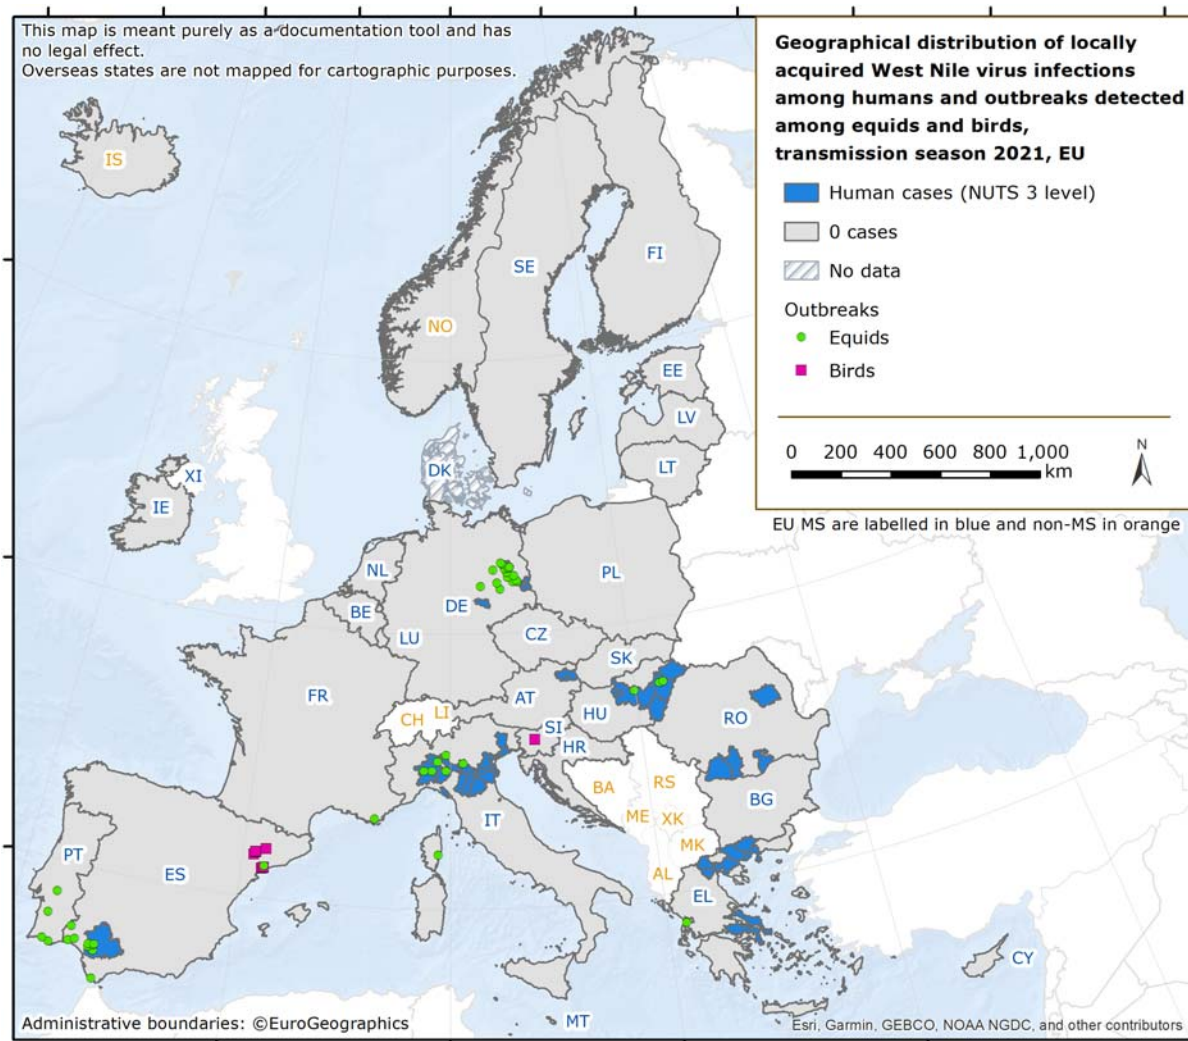 This map is meant purely as a documentation tool and has
no legal effect.
Overseas states are not mapped for cartographic purposes.
Geographical distribution of locally
acquired West Nile virus infections
among humans and outbreaks detected
among equids and birds,
transmission season 2021, EU
Human cases (NUTS 3 level)
0 cases
No data
Outbreaks
Equids
Birds
0 200 400 600 800 1,000
km
N
EU MS are labelled in blue and non-MS in orange
IS
SE
FI
NO
EE
LV
LT
DK
XI
IE
NL
PL
BE
DE
LU
CZ
SK
FR
AT
HU
RO
CH
LI
SI
HR
BA
RS
BG
IT
ME
XK
MK
PT
ES
AL
EL
CY
MT
Administrative boundaries: ©EuroGeographics
Esri, Garmin, GEBCO, NOAA NGDC, and other contributors